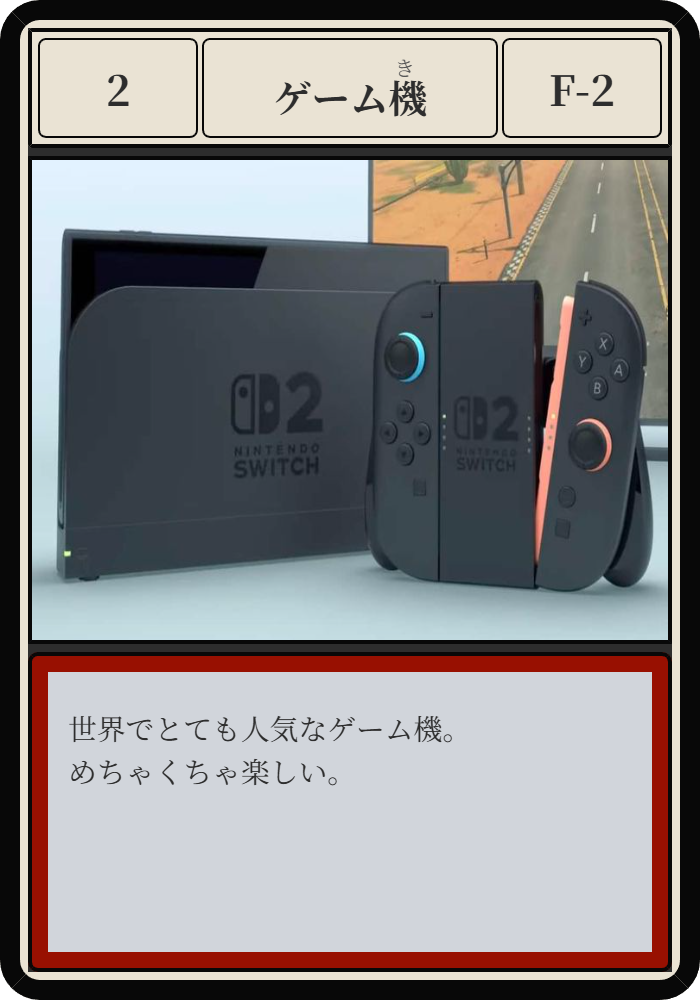 2
き
ゲーム機
F-2
2
NINTENDO
SWITCH
2
NINTENDO
SWITCH
X
Y
A
B
世界でとても人気なゲーム機。
めちゃくちゃ楽しい。